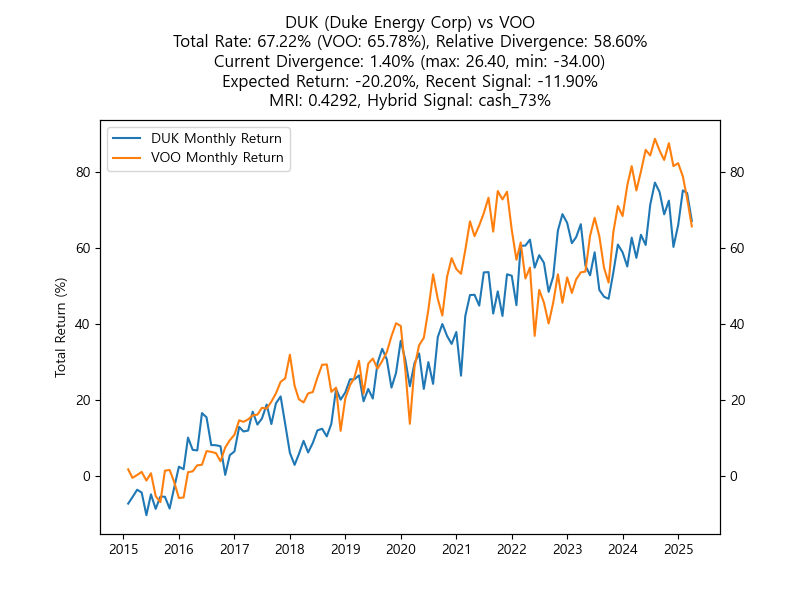 DUK (Duke Energy Corp) vs VOO
Total Rate: 67.22% (VOO: 65.78%), Relative Divergence: 58.60%
Current Divergence: 1.40% (max: 26.40, min: -34.00)
Expected Return: -20.20%, Recent Signal: -11.90%
MRI: 0.4292, Hybrid Signal: cash_73%
DUK Monthly Return
VOO Monthly Return
Total Return (%)
80
60
40
20
0
80
60
40
20
0
2015 2016 2017 2018 2019 2020 2021 2022 2023 2024 2025